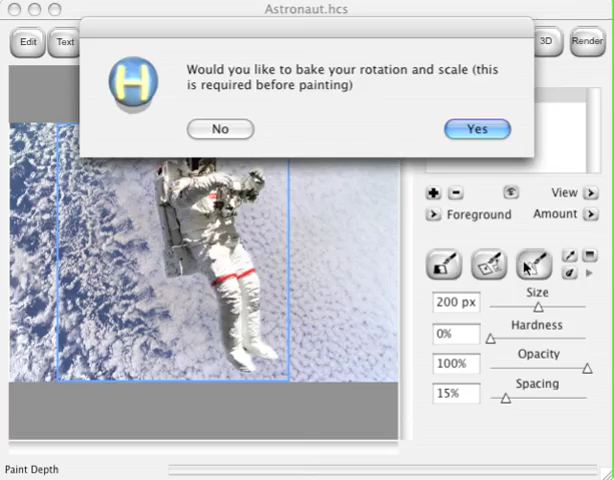 Astronaut.hcs
Edit
Text
3D
Render
H
Would you like to bake your rotation and scale (this
is required before painting)
No
Yes
View
Foreground
Amount
200 px
Size
0%
Hardness
100%
Opacity
15%
Spacing
Paint Depth